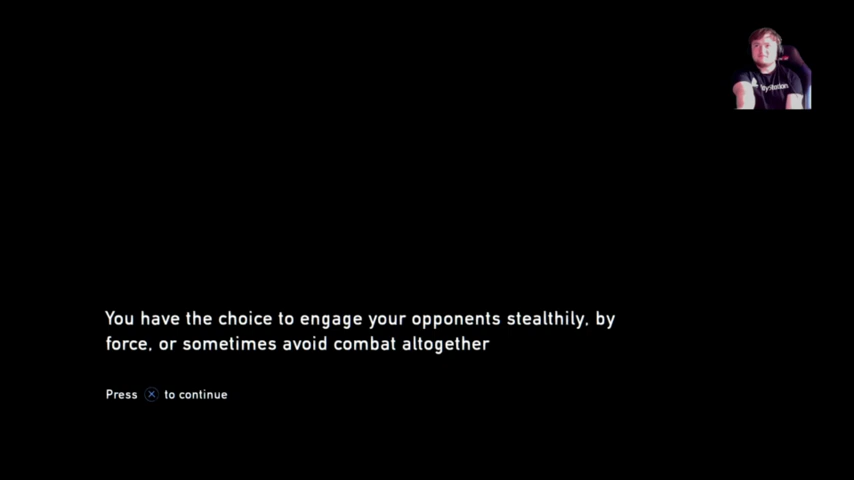 PlayStation
You have the choice to engage your opponents stealthily, by
force, or sometimes avoid combat altogether
Press ⓧ to continue